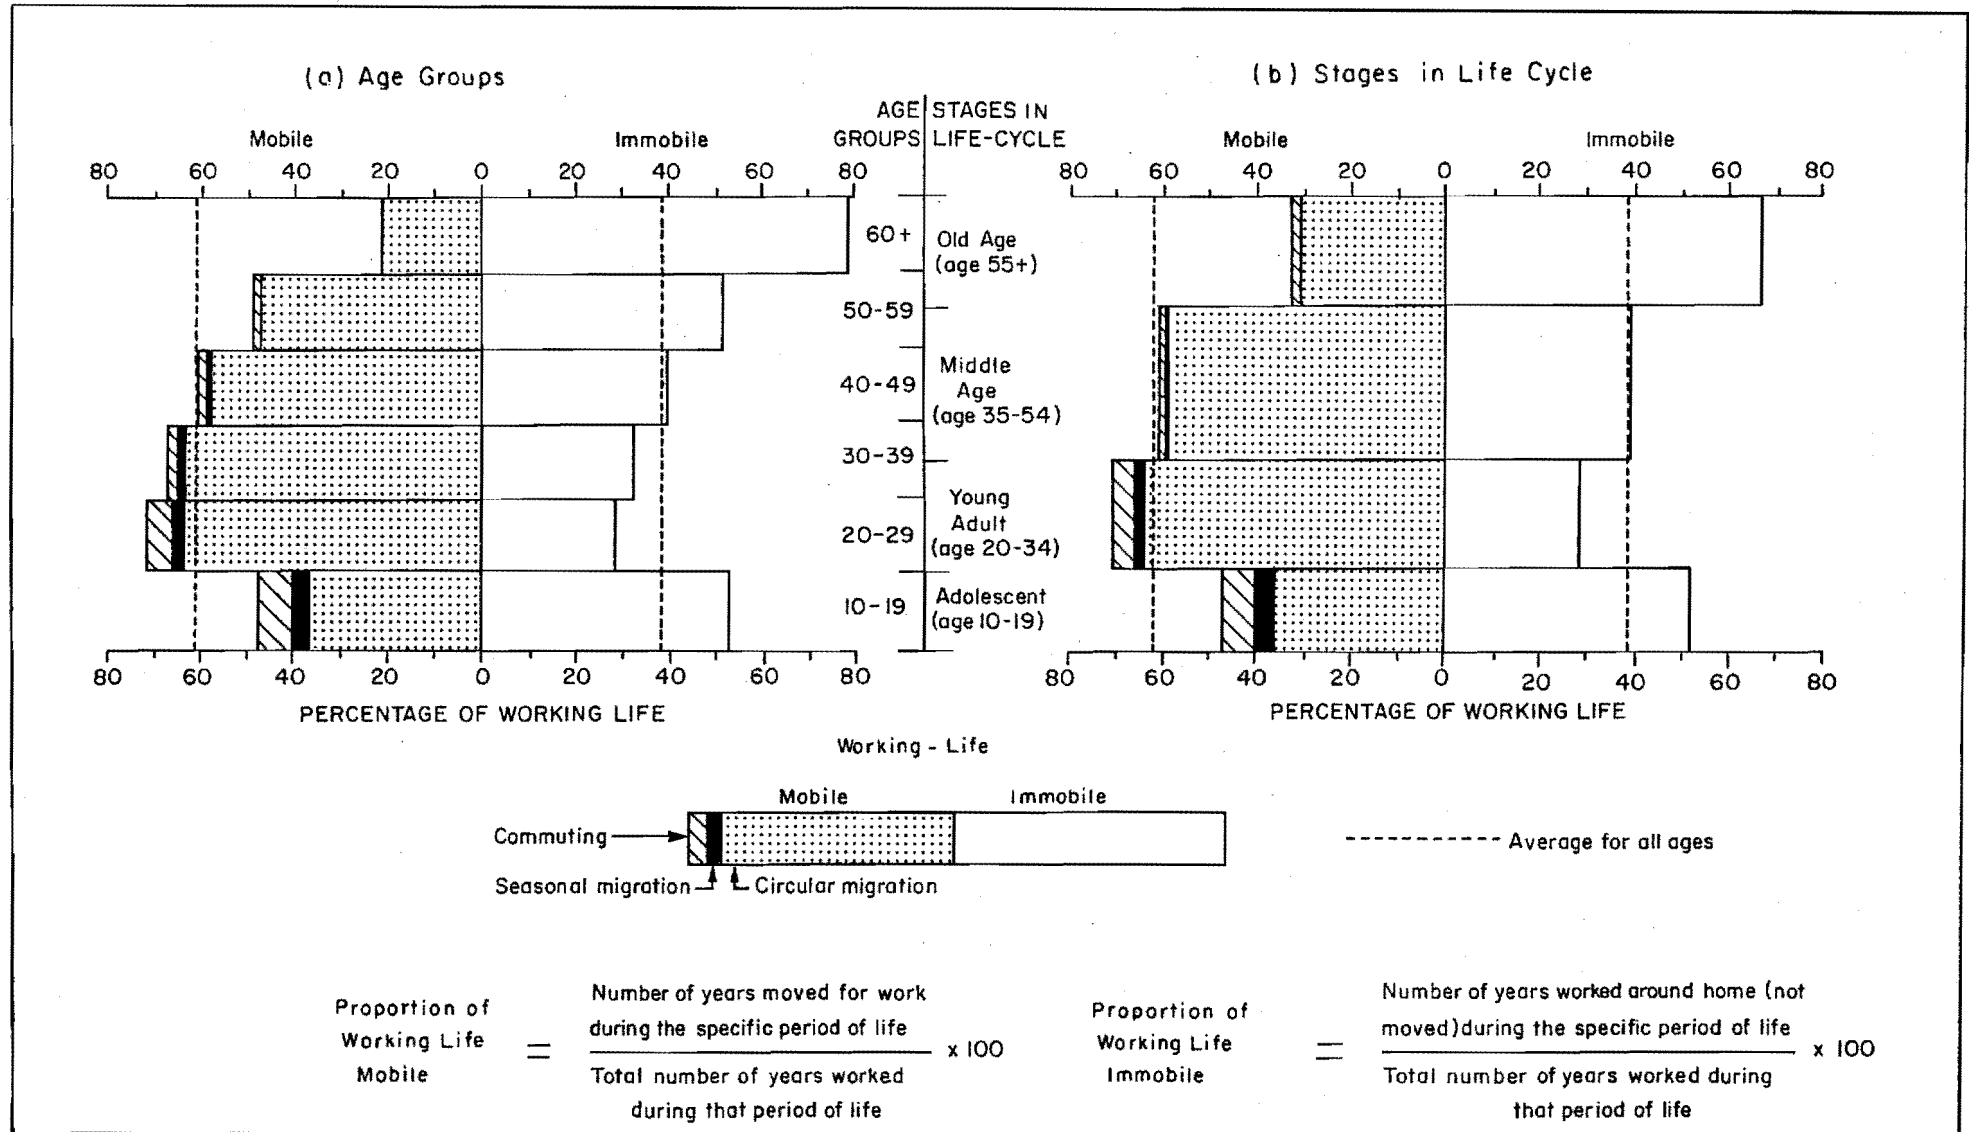 (a) Age Groups
(b) Stages in Life Cycle
AGE GROUPS
STAGES IN LIFE-CYCLE
Mobile
Immobile
80 60 40 20 0 20 40 60 80
Mobile
Immobile
80 60 40 20 0 20 40 60 80
60+
50-59
40-49
30-39
20-29
10-19
Old Age
(age 55+)
Middle
Age
(age 35-54)
Young
Adult
(age 20-34)
Adolescent
(age 10-19)
80 60 40 20 0 20 40 60 80
PERCENTAGE OF WORKING LIFE
80 60 40 20 0 20 40 60 80
PERCENTAGE OF WORKING LIFE
Working - Life
Mobile
Immobile
Commuting
Seasonal migration
Circular migration
Average for all ages
Proportion of
Working Life
Mobile
=
Number of years moved for work
during the specific period of life
Total number of years worked
during that period of life
x 100
Proportion of
Working Life
Immobile
=
Number of years worked around home (not
moved)during the specific period of life
Total number of years worked during
that period of life
x 100